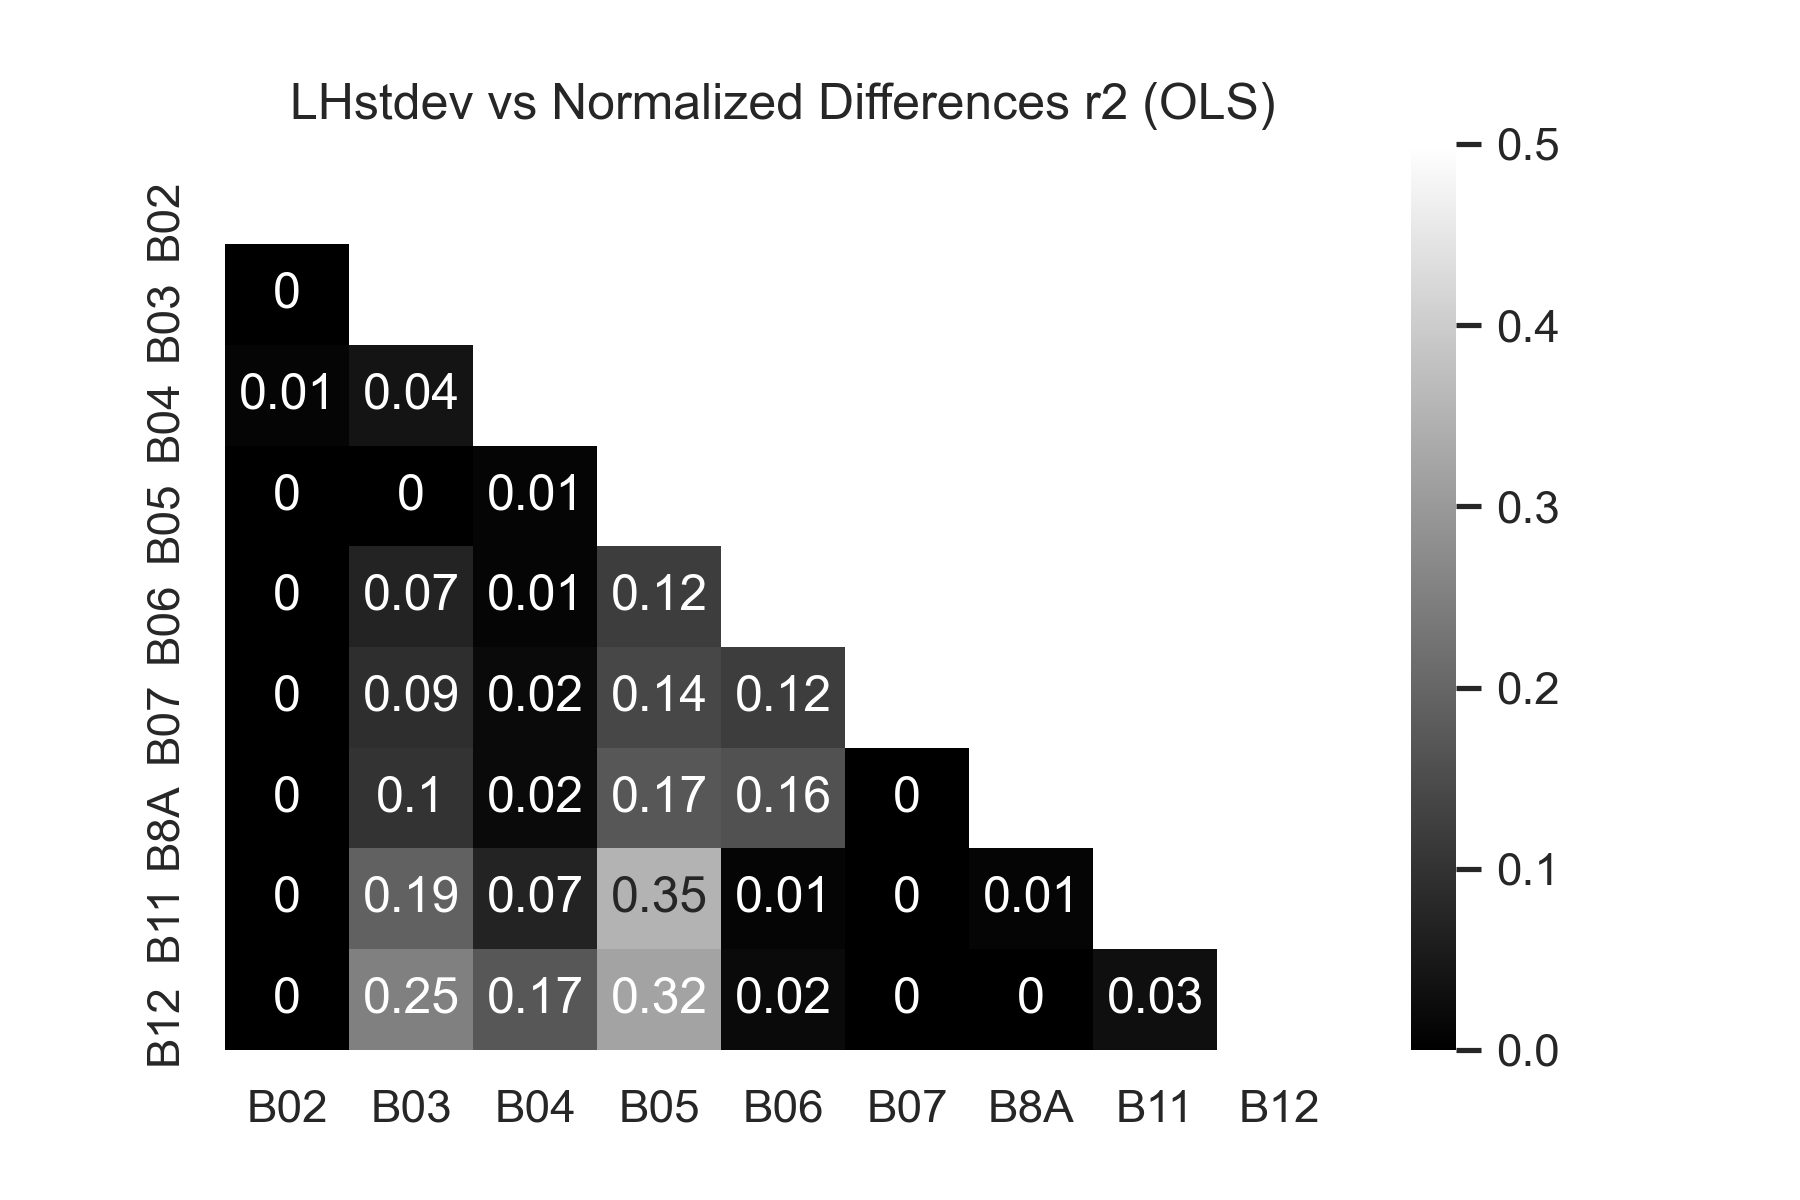 LHstdev vs Normalized Differences r2 (OLS)
B02
B03 0
B04 0.01 0.04
B05 0 0 0.01
B06 0 0.07 0.01 0.12
B07 0 0.09 0.02 0.14 0.12
B8A 0 0.1 0.02 0.17 0.16 0
B11 0 0.19 0.07 0.35 0.01 0 0.01
B12 0 0.25 0.17 0.32 0.02 0 0 0.03
B02 B03 B04 B05 B06 B07 B8A B11 B12
0.5
0.4
0.3
0.2
0.1
0.0